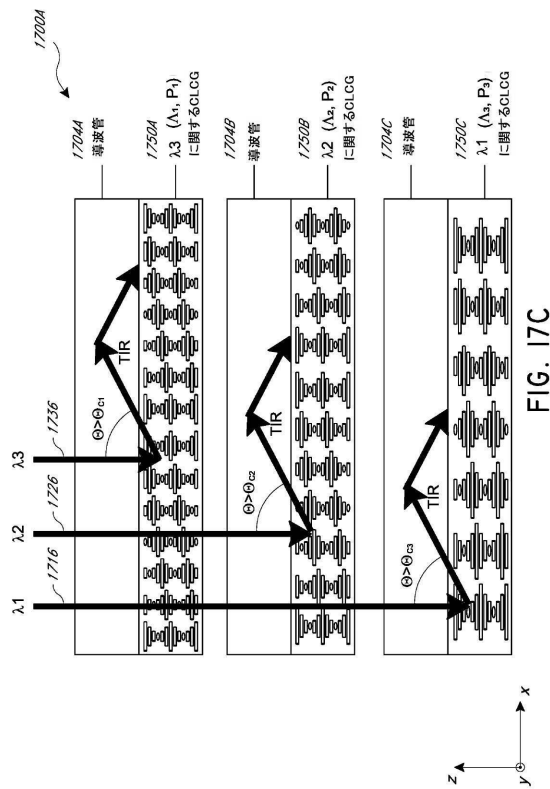 1700A
λ1
λ2
λ3
1716
1726
1736
1704A
導波管
Θ>ΘC1
TIR
1750A
λ3 (Λ1, P1)
に関するCLCG
1704B
導波管
Θ>ΘC2
TIR
1750B
λ2 (Λ2, P2)
に関するCLCG
1704C
導波管
Θ>ΘC3
TIR
1750C
λ1 (Λ3, P3)
に関するCLCG
z
y
x
FIG. 17C